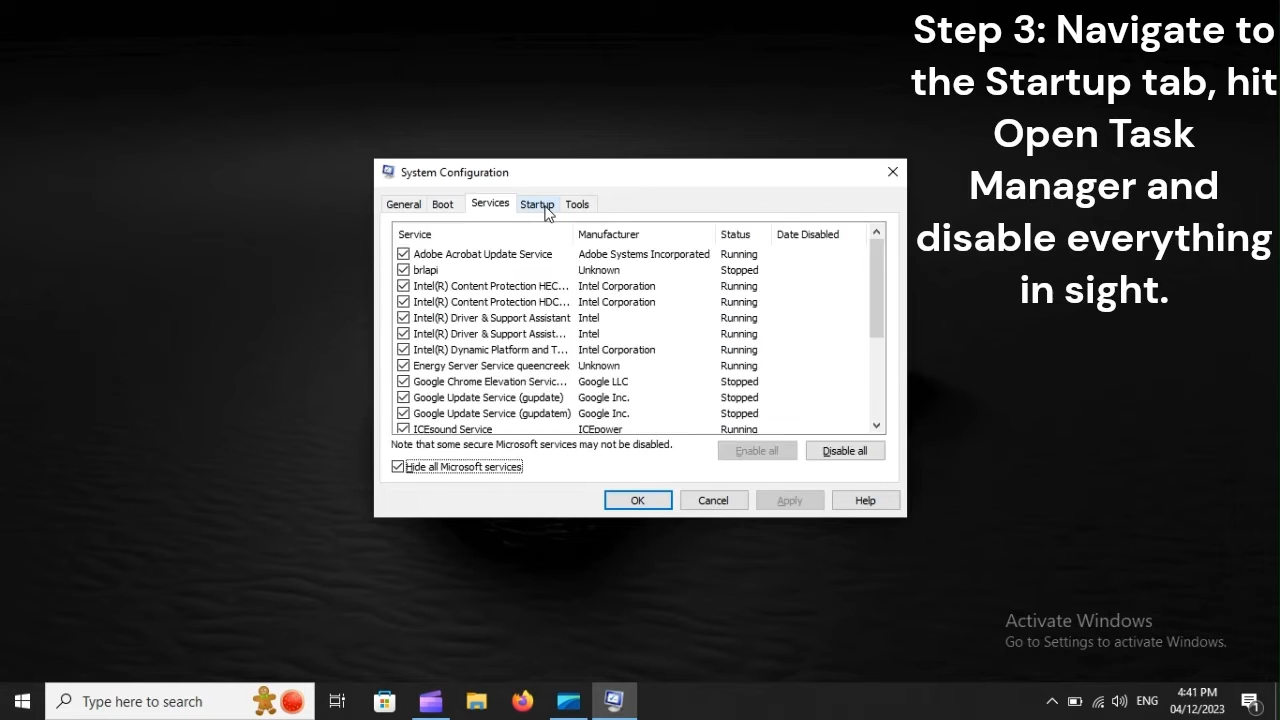 Step 3: Navigate to
the Startup tab, hit
Open Task
Manager and
disable everything
in sight.
System Configuration
General Boot Services Startup Tools
Service Manufacturer Status Date Disabled
Adobe Acrobat Update Service Adobe Systems Incorporated Running
brlapi Unknown Stopped
Intel(R) Content Protection HEC... Intel Corporation Running
Intel(R) Content Protection HDC... Intel Corporation Running
Intel(R) Driver & Support Assistant Intel Running
Intel(R) Driver & Support Assist... Intel Running
Intel(R) Dynamic Platform and T... Intel Corporation Running
Energy Server Service queencreek Unknown Running
Google Chrome Elevation Servic... Google LLC Stopped
Google Update Service (gupdate) Google Inc. Stopped
Google Update Service (gupdatem) Google Inc. Stopped
ICEsound Service ICEpower Running
Note that some secure Microsoft services may not be disabled.
Enable all Disable all
Hide all Microsoft services
OK Cancel Apply Help
Activate Windows
Go to Settings to activate Windows.
Type here to search
ENG
4:41 PM
04/12/2023
1